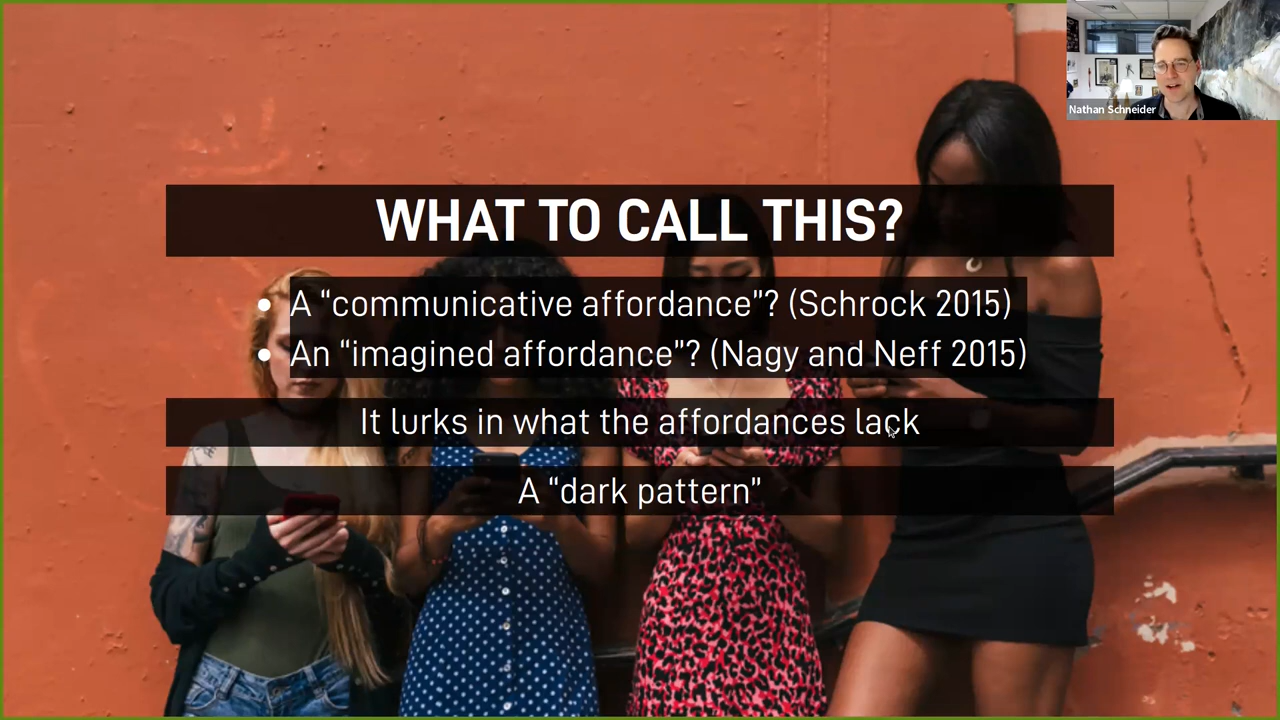 Nathan Schneider
WHAT TO CALL THIS?
• A “communicative affordance”? (Schrock 2015)
• An “imagined affordance”? (Nagy and Neff 2015)
It lurks in what the affordances lack
A “dark pattern”